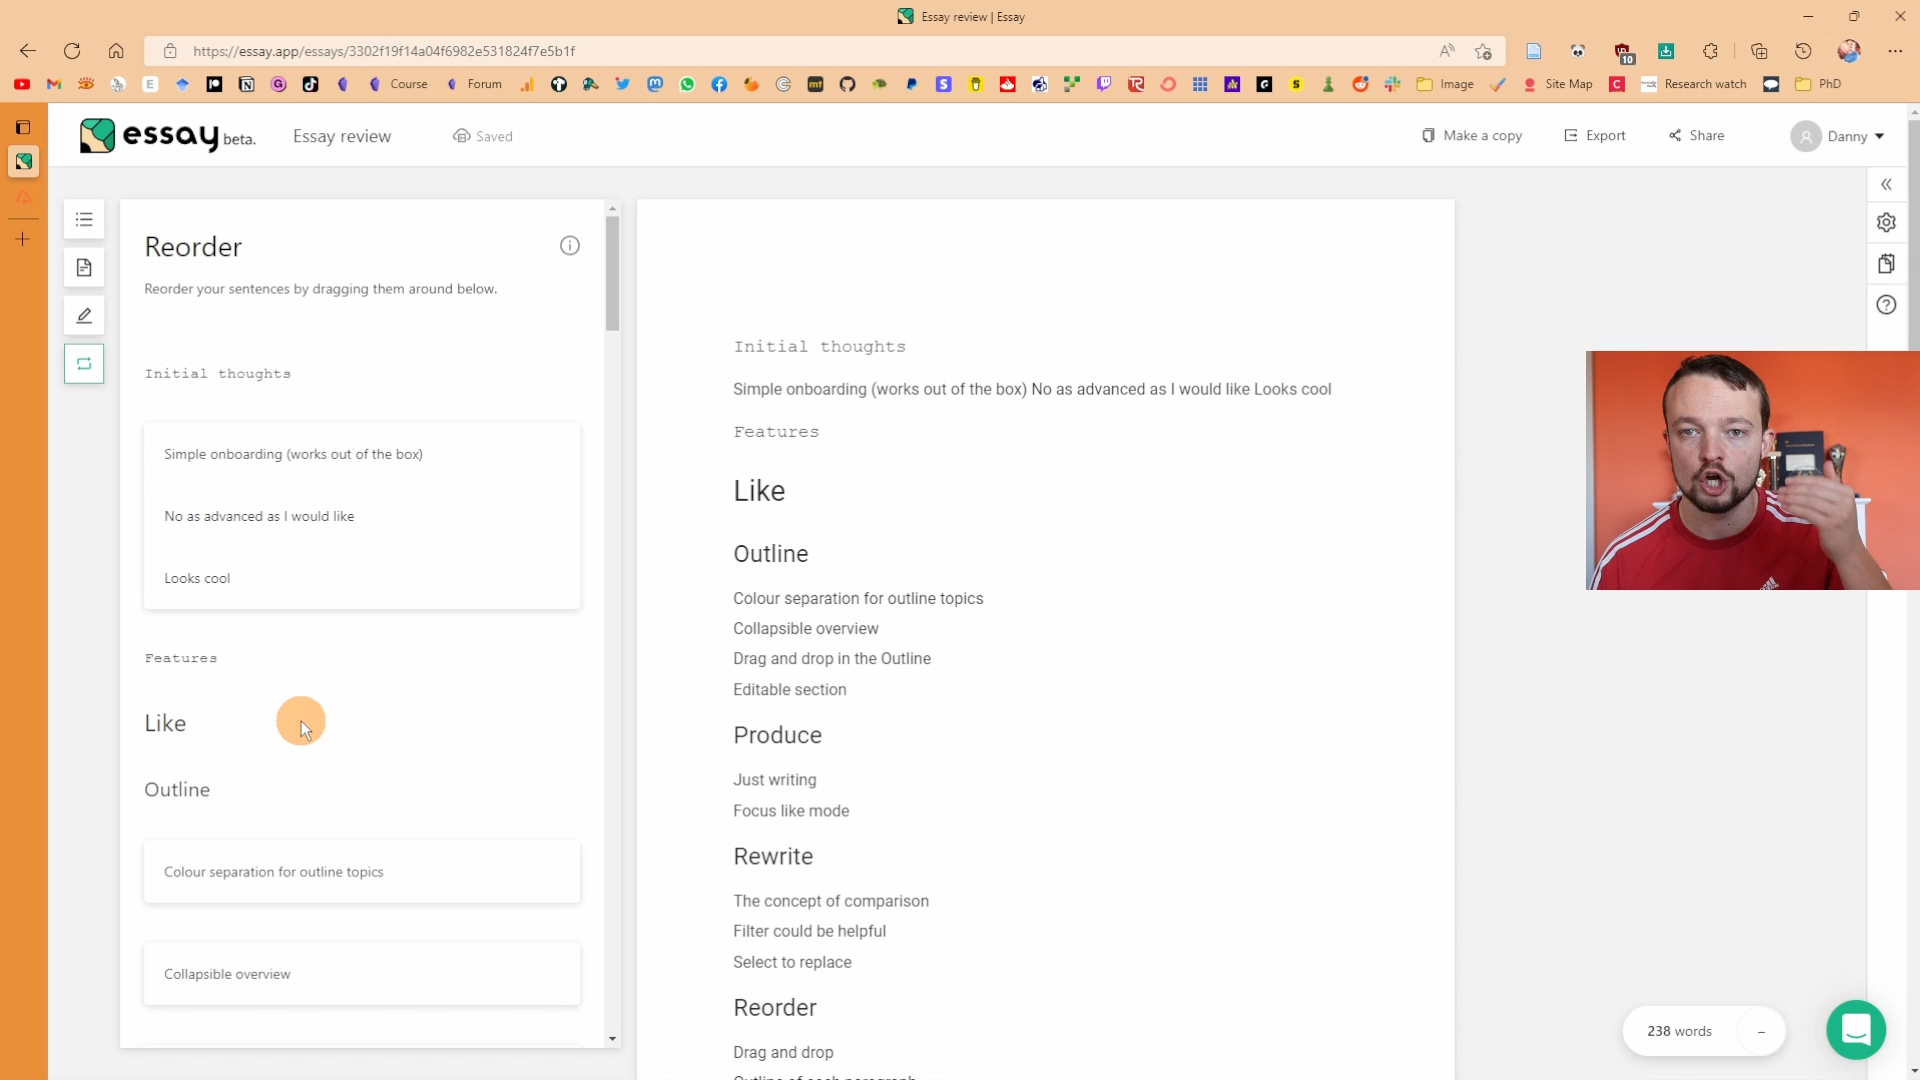 Essay review | Essay
https://essay.app/essays/3302f19f14a04f6982e531824f7e5b1f
10
Course
Forum
Image
Site Map
Research watch
PhD
essay beta.
Essay review
Saved
Make a copy
Export
Share
Danny
Reorder
Reorder your sentences by dragging them around below.
Initial thoughts
Simple onboarding (works out of the box)
No as advanced as I would like
Looks cool
Features
Like
Outline
Colour separation for outline topics
Collapsible overview
Initial thoughts
Simple onboarding (works out of the box) No as advanced as I would like Looks cool
Features
Like
Outline
Colour separation for outline topics
Collapsible overview
Drag and drop in the Outline
Editable section
Produce
Just writing
Focus like mode
Rewrite
The concept of comparison
Filter could be helpful
Select to replace
Reorder
Drag and drop
Outline of each paragraph
238 words